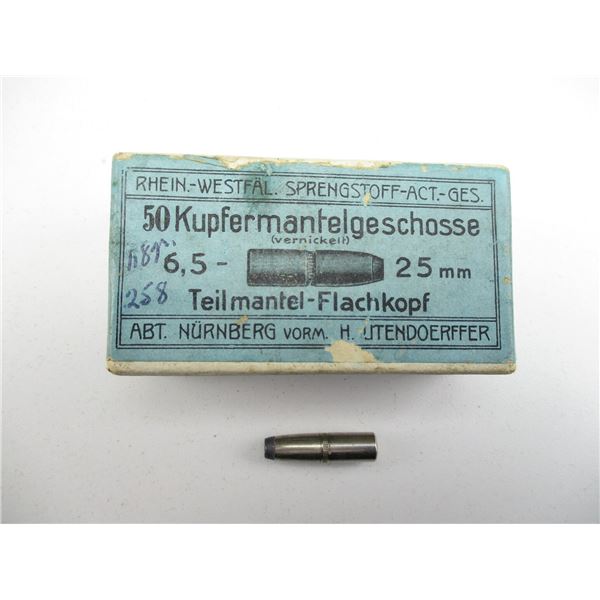 RHEIN.-WESTFÄL. SPRENGSTOFF-ACT.-GES.
50 Kupfermantelgeschosse
(vernickelt)
6,5 - 25 mm
258
Teilmantel-Flachkopf
ABT. NÜRNBERG VORM. H. UTENDOERFFER